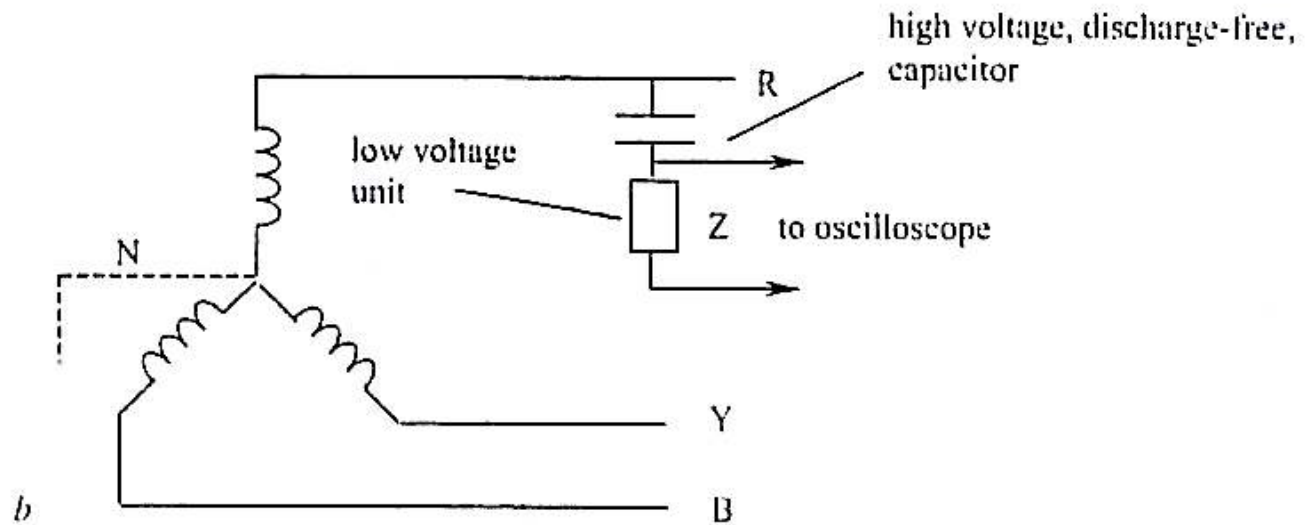 high voltage, discharge-free,
capacitor
R
low voltage
unit
Z
to oscilloscope
N
Y
b
B